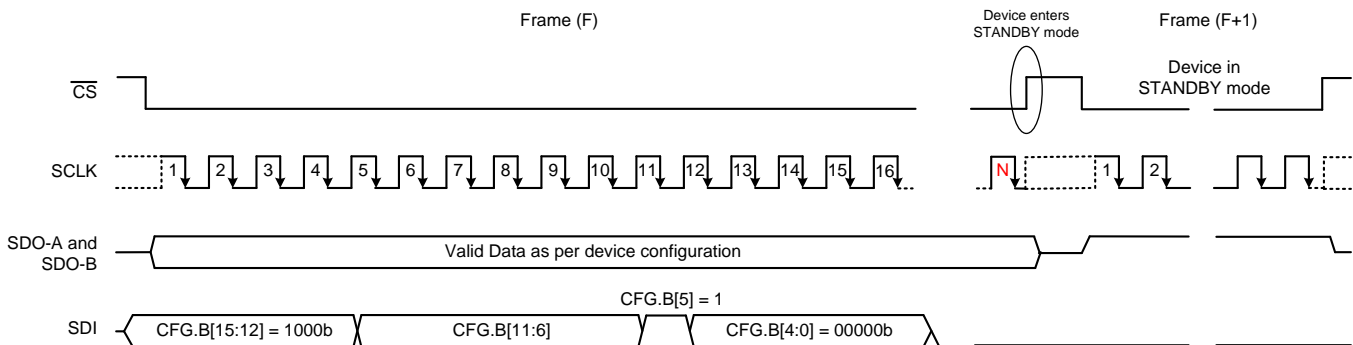 Frame (F)
Device enters
STANDBY mode
Frame (F+1)
CS
Device in
STANDBY mode
SCLK
1 2 3 4 5 6 7 8 9 10 11 12 13 14 15 16 N 1 2
SDO-A and
SDO-B
Valid Data as per device configuration
CFG.B[5] = 1
SDI
CFG.B[15:12] = 1000b
CFG.B[11:6]
CFG.B[4:0] = 00000b